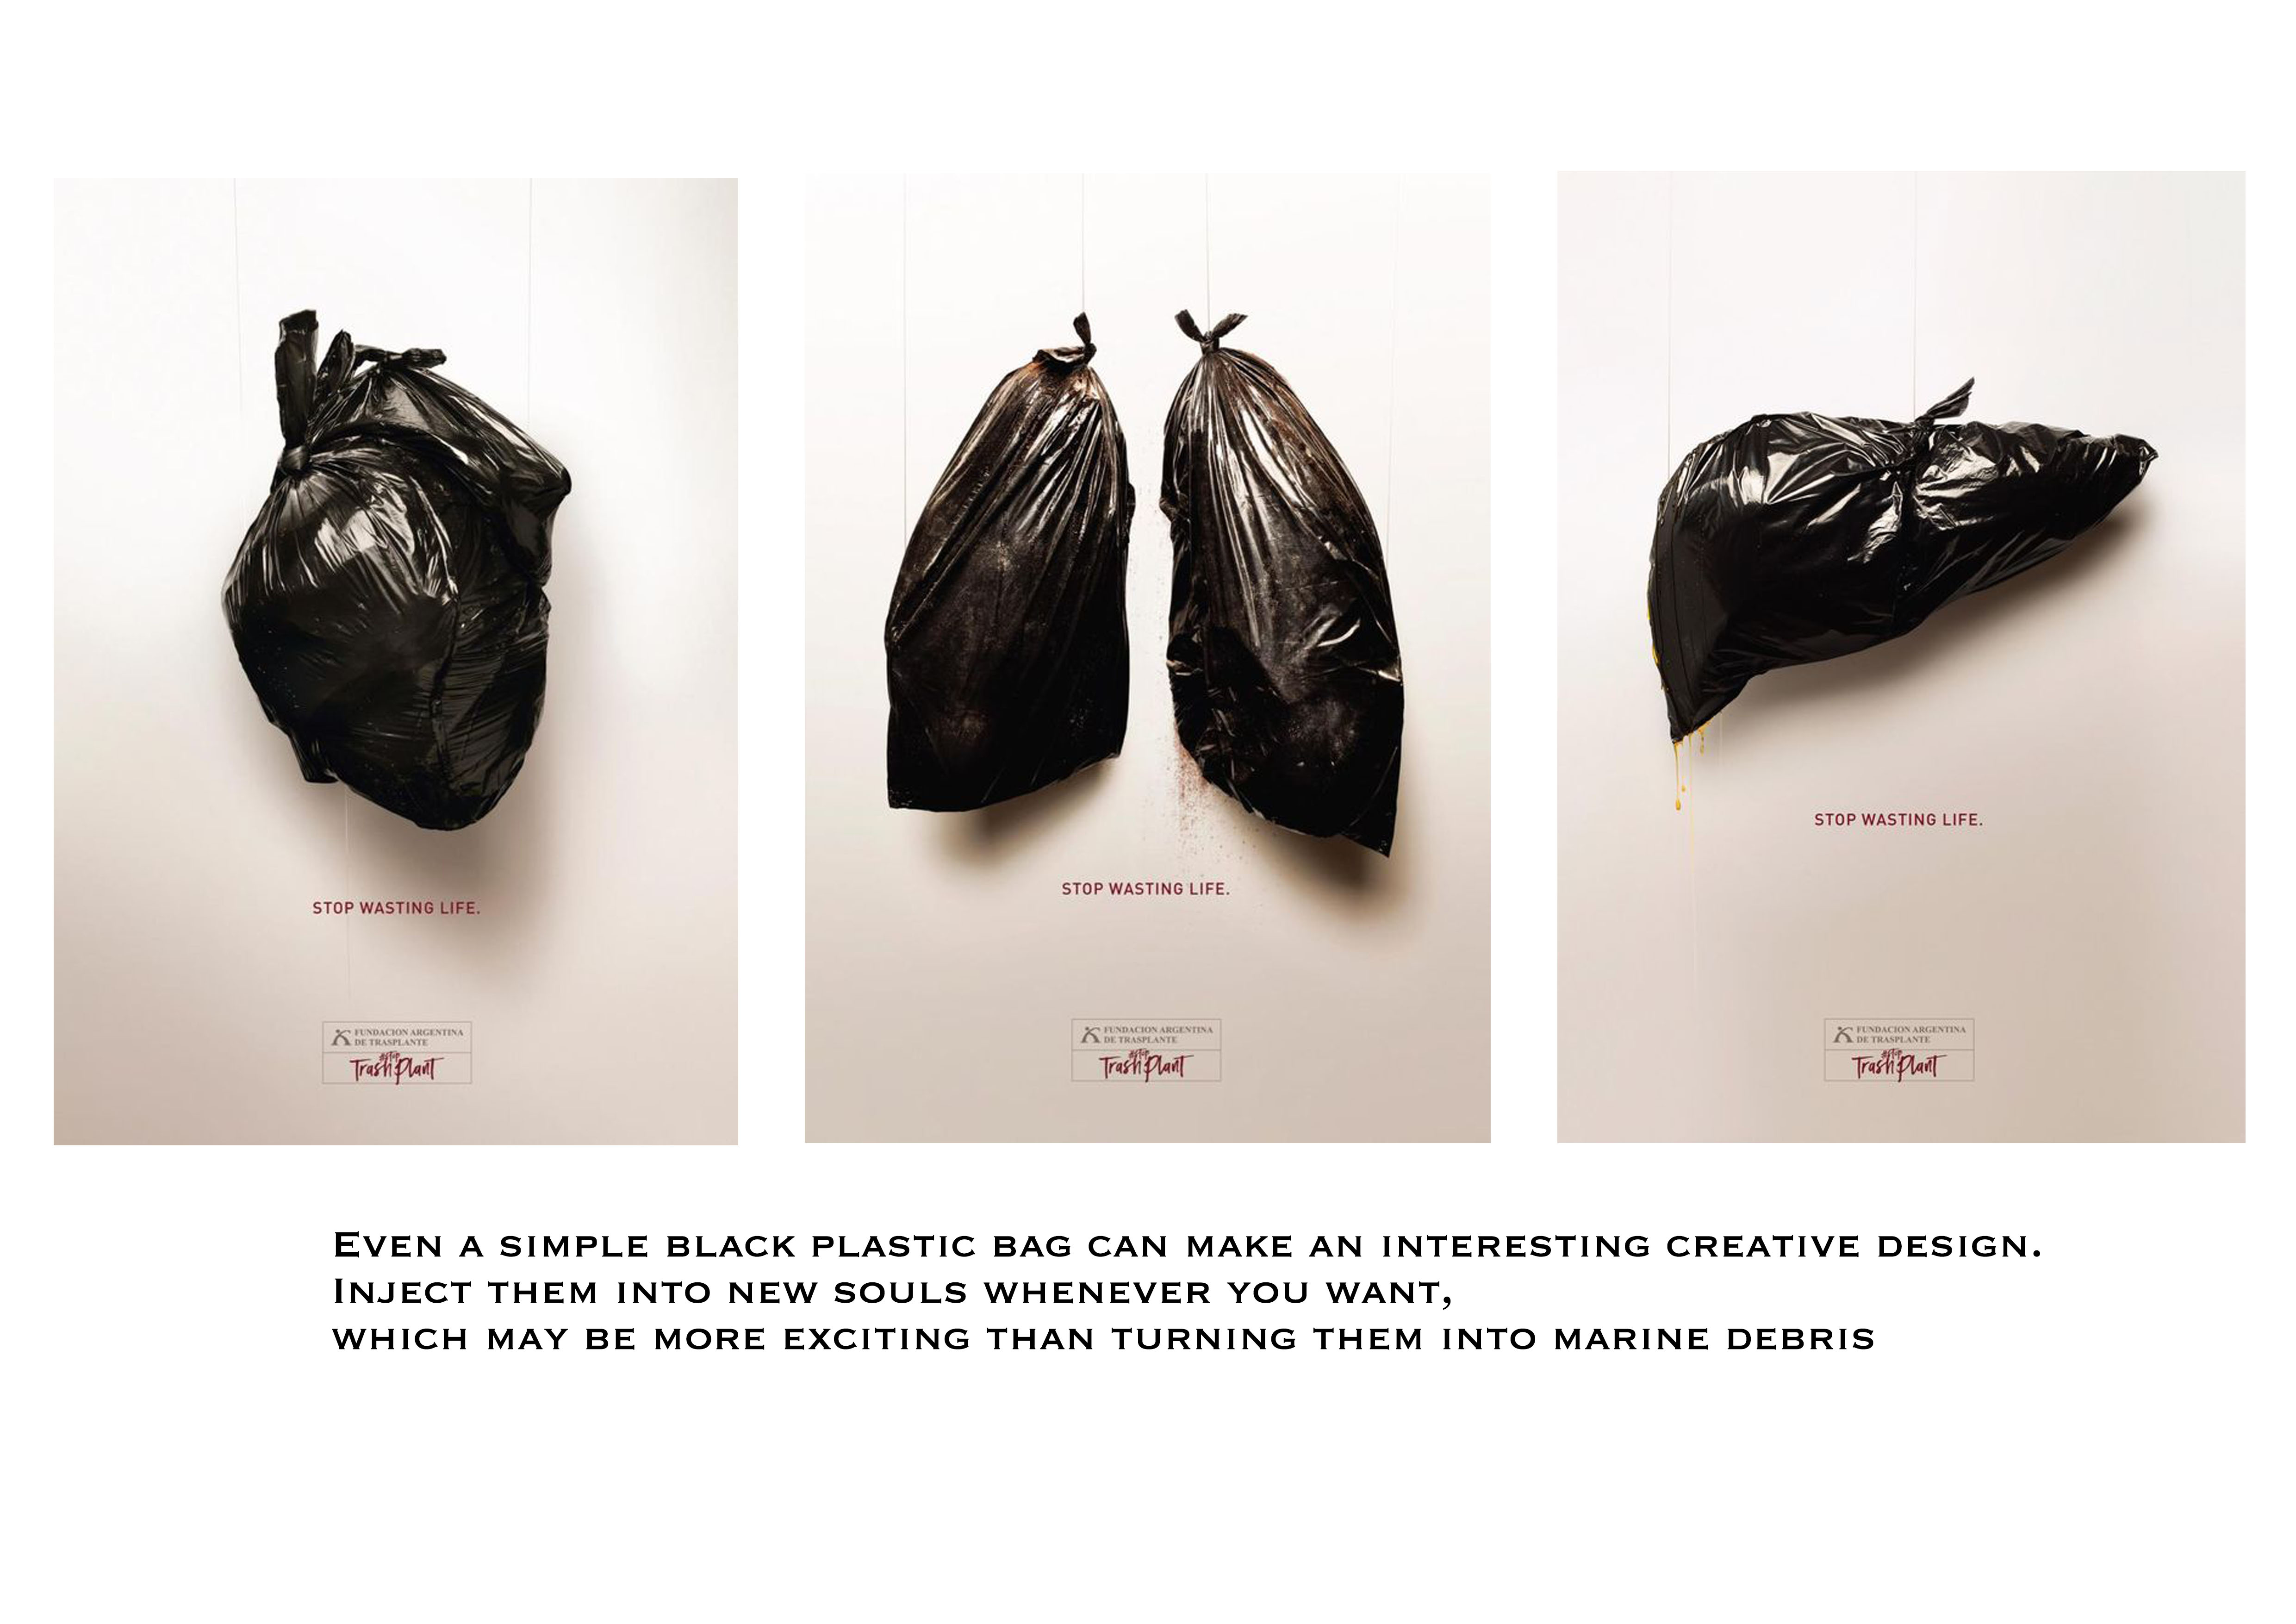 STOP WASTING LIFE.
FUNDACION ARGENTINA
DE TRASPLANTE
#STOP
TrashPlant
STOP WASTING LIFE.
FUNDACION ARGENTINA
DE TRASPLANTE
#STOP
TrashPlant
STOP WASTING LIFE.
FUNDACION ARGENTINA
DE TRASPLANTE
#STOP
TrashPlant
EVEN A SIMPLE BLACK PLASTIC BAG CAN MAKE AN INTERESTING CREATIVE DESIGN.
INJECT THEM INTO NEW SOULS WHENEVER YOU WANT,
WHICH MAY BE MORE EXCITING THAN TURNING THEM INTO MARINE DEBRIS